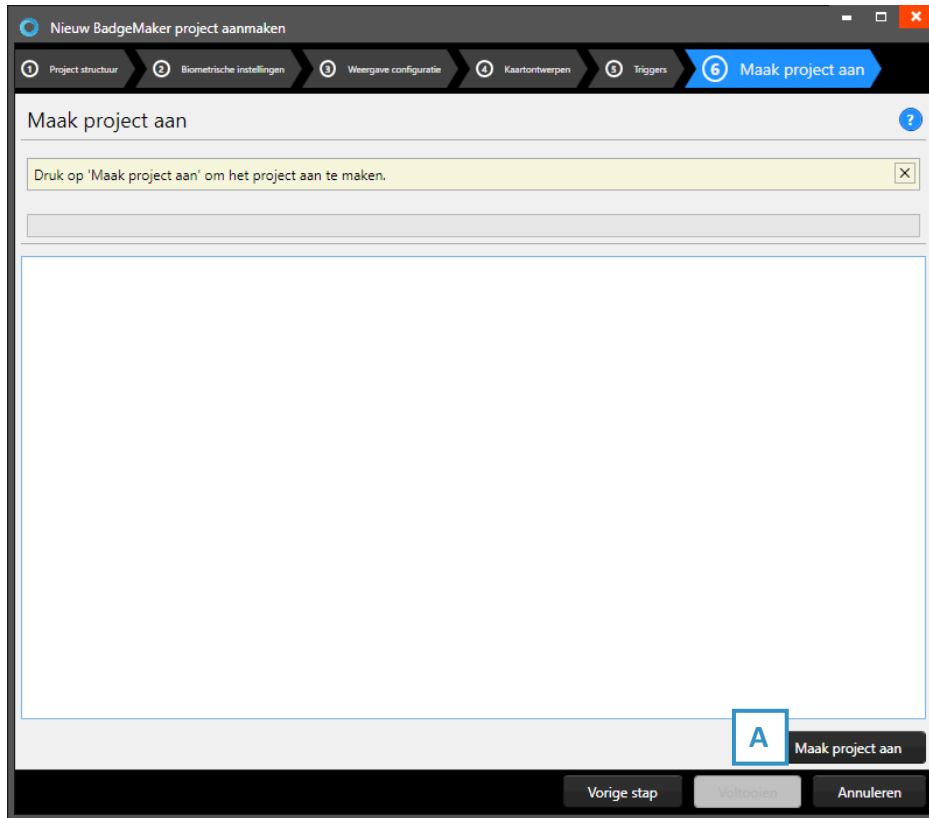 Nieuw BadgeMaker project aanmaken
1 Project structuur 2 Biometrische instellingen 3 Weergave configuratie 4 Kaartontwerpen 5 Triggers 6 Maak project aan
Maak project aan ?
Druk op 'Maak project aan' om het project aan te maken.
A Maak project aan
Vorige stap Voltooien Annuleren